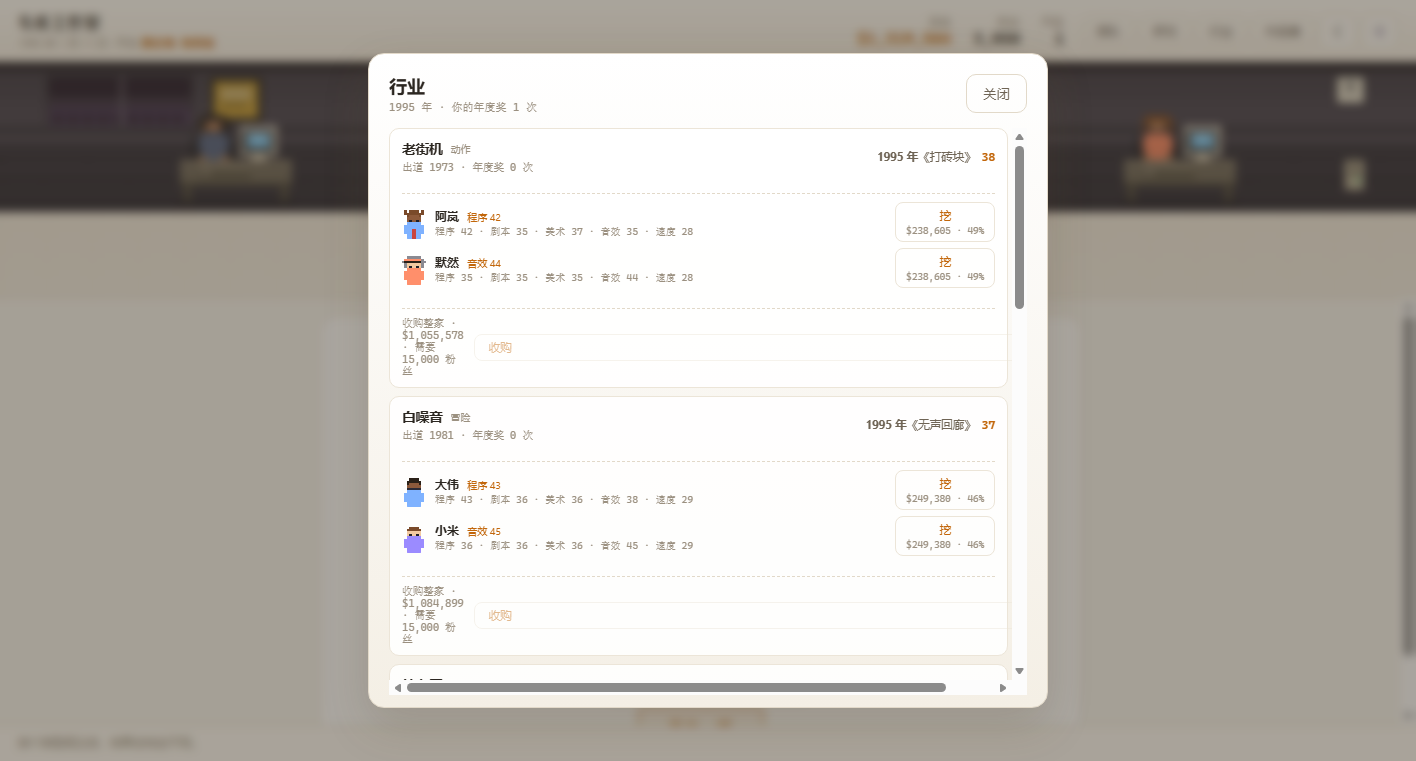 行业
1995 年 · 你的年度奖 1 次
关闭
老街机 动作
出道 1973 · 年度奖 0 次
1995 年《打砖块》 38
阿岚 程序 42
程序 42 · 剧本 35 · 美术 37 · 音效 35 · 速度 28
挖
$238,605 · 49%
默然 音效 44
程序 35 · 剧本 35 · 美术 35 · 音效 44 · 速度 28
挖
$238,605 · 49%
收购整家 ·
$1,055,578
· 需要
15,000 粉
丝
收购
白噪音 冒险
出道 1981 · 年度奖 0 次
1995 年《无声回廊》 37
大伟 程序 43
程序 43 · 剧本 36 · 美术 36 · 音效 38 · 速度 29
挖
$249,380 · 46%
小米 音效 45
程序 36 · 剧本 36 · 美术 36 · 音效 45 · 速度 29
挖
$249,380 · 46%
收购整家 ·
$1,084,899
· 需要
15,000 粉
丝
收购